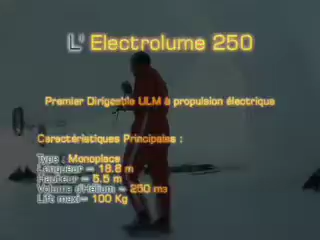 L' Electrolume 250
Premier Dirigeable ULM à propulsion électrique
Caractéristiques Principales :
Type : Monoplace
Longueur ~ 18.8 m
Hauteur ~ 5.5 m
Volume d'Hélium ~ 250 m3
Lift maxi~ 100 Kg